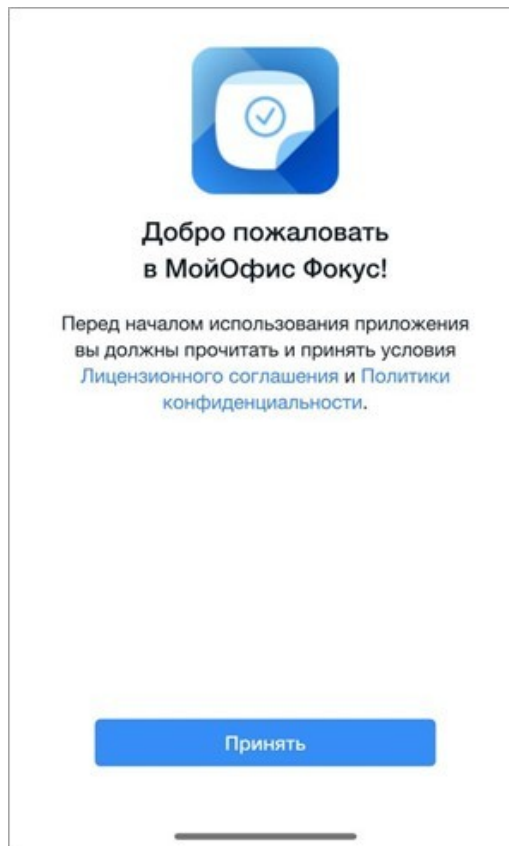 Добро пожаловать
в МойОфис Фокус!
Перед началом использования приложения
вы должны прочитать и принять условия
Лицензионного соглашения и Политики
конфиденциальности.
Принять